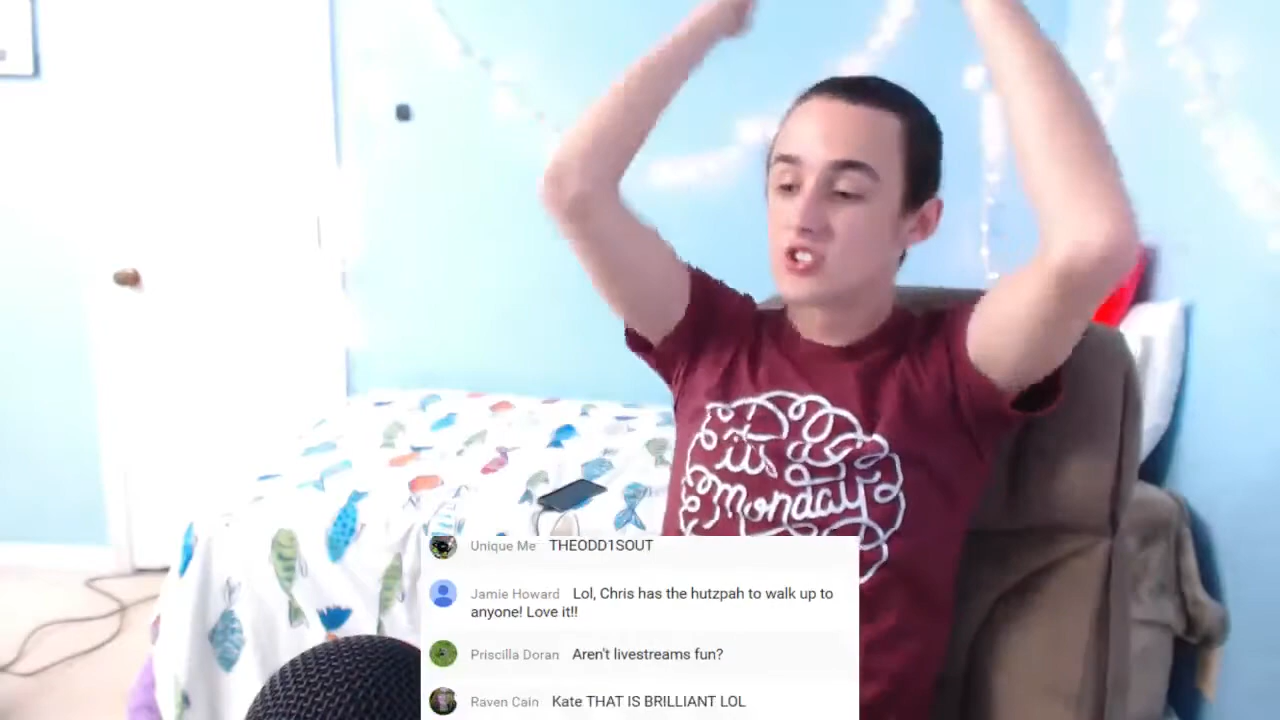 it's
Monday
Unique Me THEODD1SOUT
Jamie Howard Lol, Chris has the hutzpah to walk up to
anyone! Love it!!
Priscilla Doran Aren't livestreams fun?
Raven Cain Kate THAT IS BRILLIANT LOL